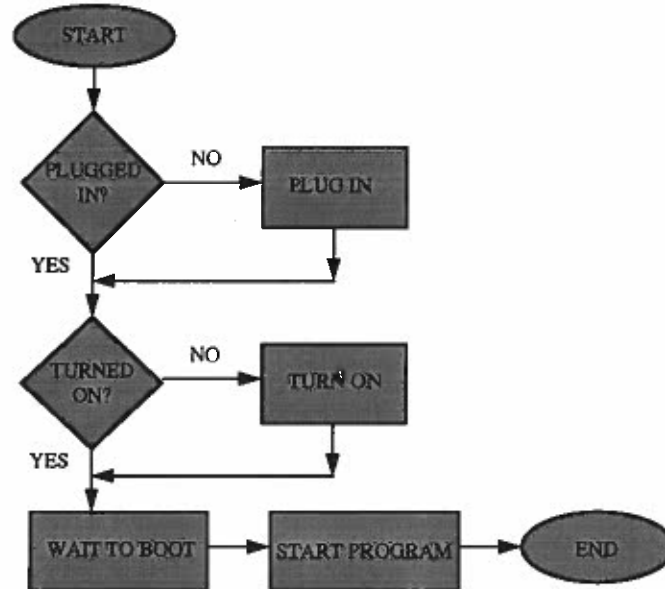 START
PLUGGED
IN?
NO
PLUG IN
YES
TURNED
ON?
NO
TURN ON
YES
WAIT TO BOOT
START PROGRAM
END